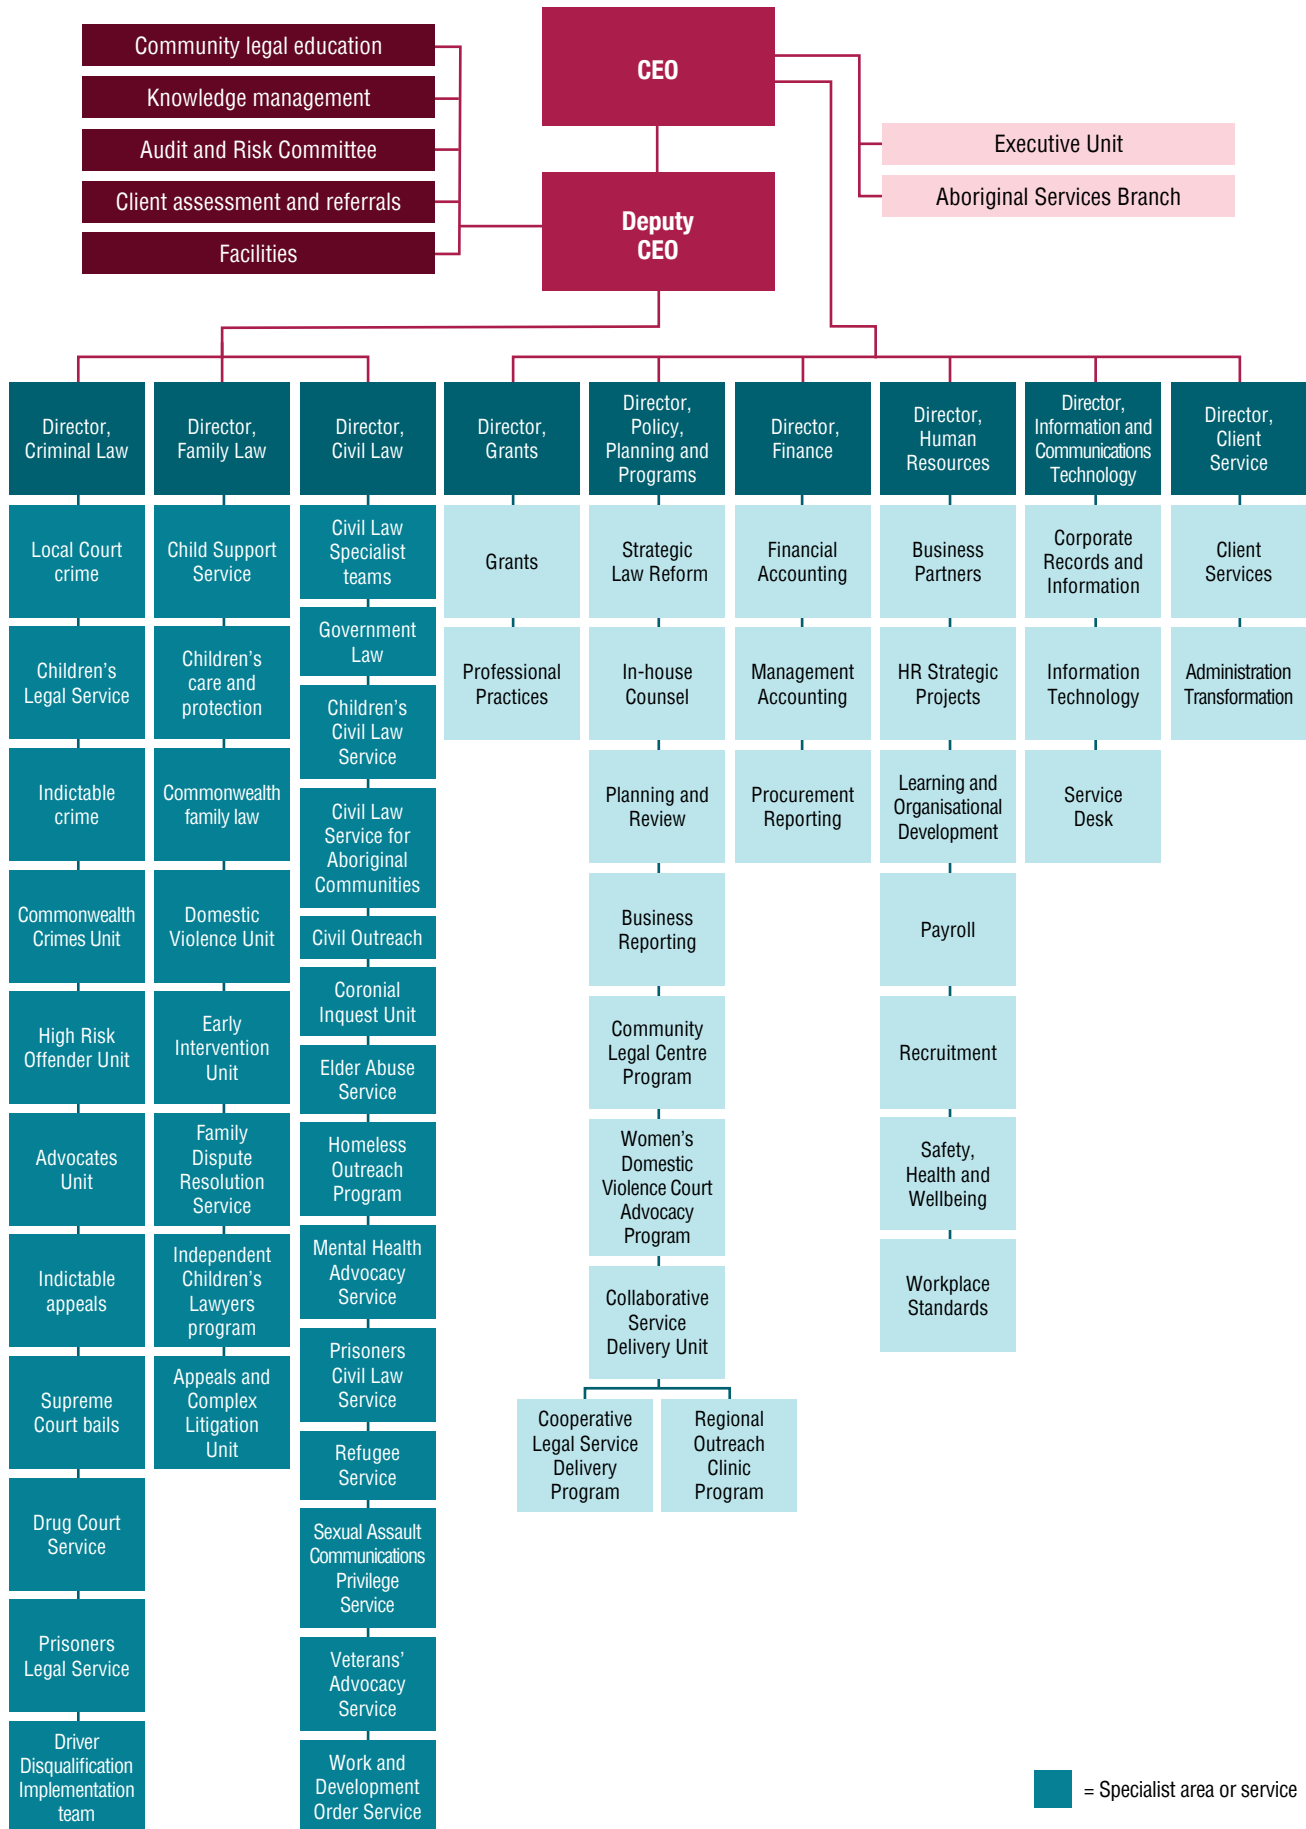 Community legal education
Knowledge management
Audit and Risk Committee
Client assessment and referrals
Facilities
CEO
Deputy
CEO
Executive Unit
Aboriginal Services Branch
Director,
Criminal Law
Local Court
crime
Children's
Legal Service
Indictable
crime
Commonwealth
Crimes Unit
High Risk
Offender Unit
Advocates
Unit
Indictable
appeals
Supreme
Court bails
Drug Court
Service
Prisoners
Legal Service
Driver
Disqualification
Implementation
team
Director,
Family Law
Child Support
Service
Children's
care and
protection
Commonwealth
family law
Domestic
Violence Unit
Early
Intervention
Unit
Family
Dispute
Resolution
Service
Independent
Children's
Lawyers
program
Appeals and
Complex
Litigation
Unit
Director,
Civil Law
Civil Law
Specialist
teams
Government
Law
Children's
Civil Law
Service
Civil Law
Service for
Aboriginal
Communities
Civil Outreach
Coronial
Inquest Unit
Elder Abuse
Service
Homeless
Outreach
Program
Mental Health
Advocacy
Service
Prisoners
Civil Law
Service
Refugee
Service
Sexual Assault
Communications
Privilege
Service
Veterans'
Advocacy
Service
Work and
Development
Order Service
Director,
Grants
Grants
Professional
Practices
Director,
Policy,
Planning and
Programs
Strategic
Law Reform
In-house
Counsel
Planning and
Review
Business
Reporting
Community
Legal Centre
Program
Women's
Domestic
Violence Court
Advocacy
Program
Collaborative
Service
Delivery Unit
Cooperative
Legal Service
Delivery
Program
Regional
Outreach
Clinic
Program
Director,
Finance
Financial
Accounting
Management
Accounting
Procurement
Reporting
Director,
Human
Resources
Business
Partners
HR Strategic
Projects
Learning and
Organisational
Development
Payroll
Recruitment
Safety,
Health and
Wellbeing
Workplace
Standards
Director,
Information and
Communications
Technology
Corporate
Records and
Information
Information
Technology
Service
Desk
Director,
Client
Service
Client
Services
Administration
Transformation
= Specialist area or service